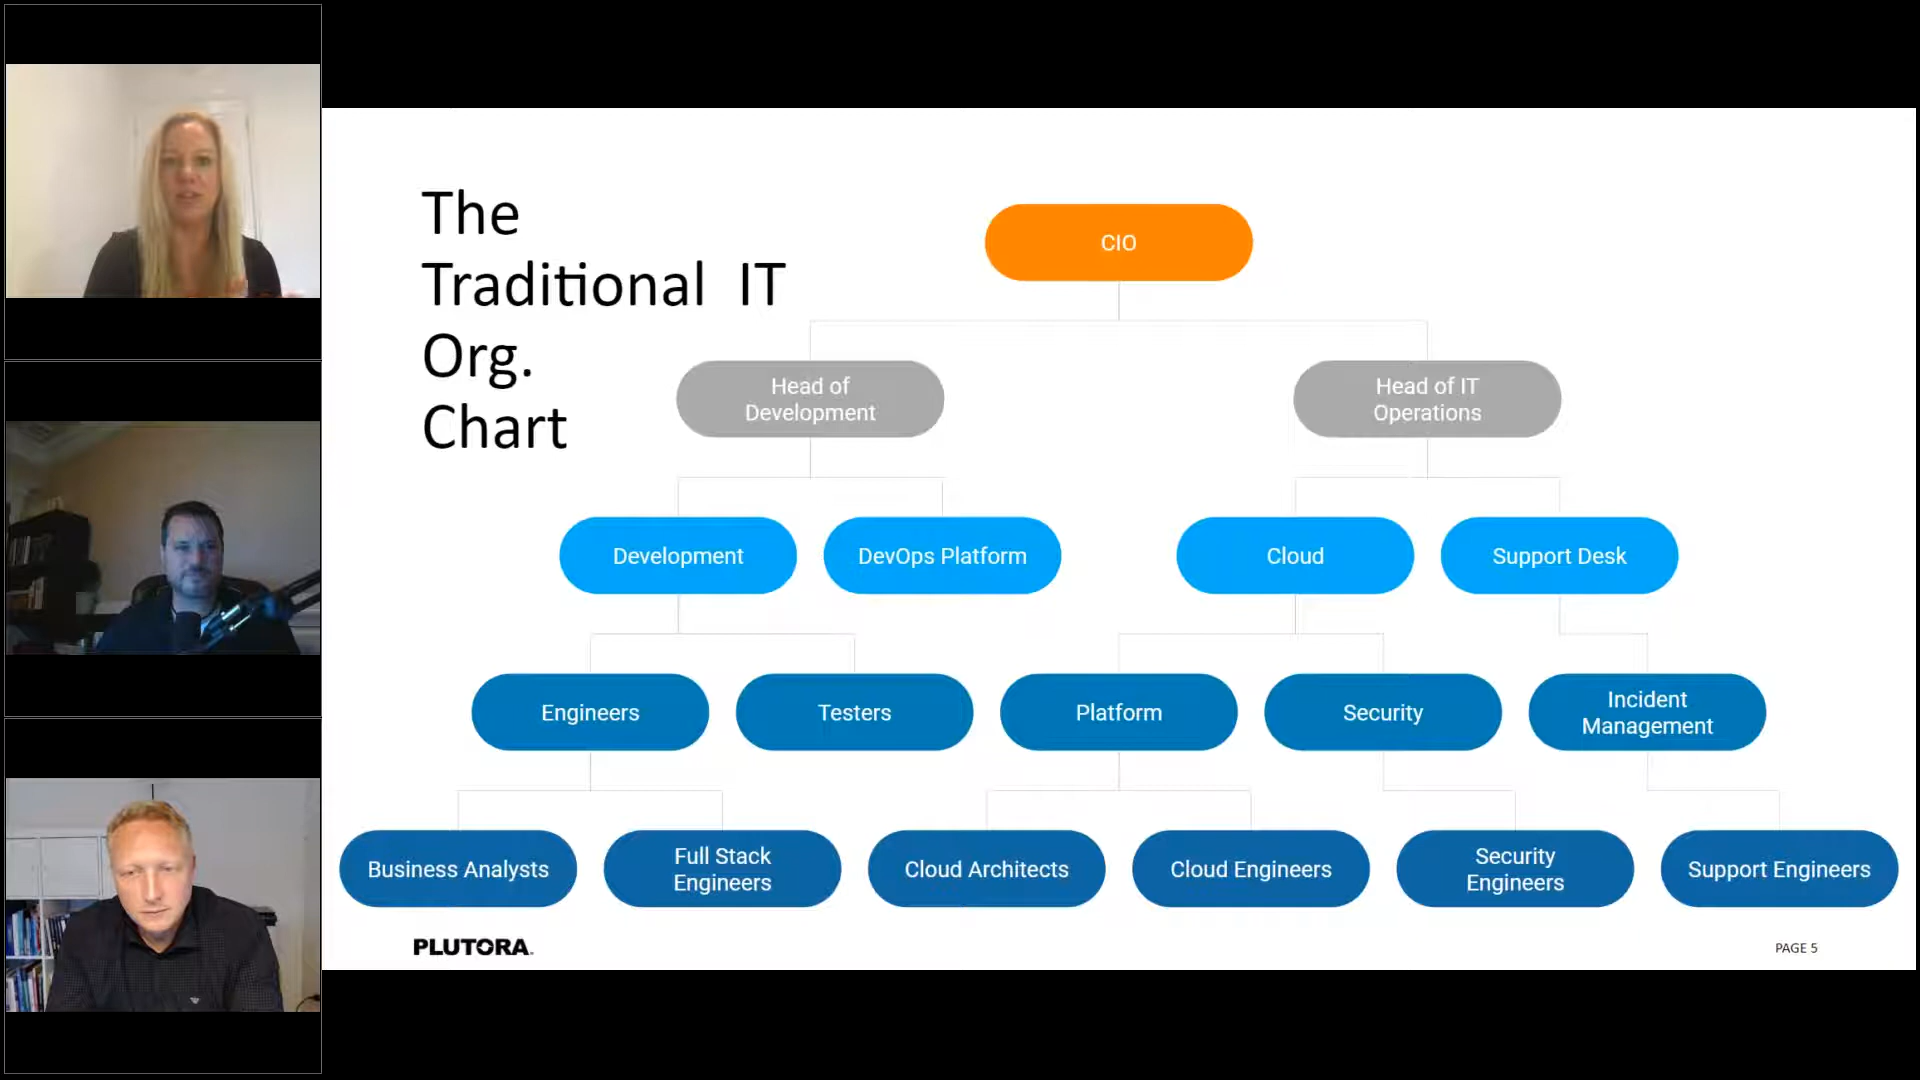 The
Traditional IT
Org.
Chart
CIO
Head of
Development
Head of IT
Operations
Development
DevOps Platform
Cloud
Support Desk
Engineers
Testers
Platform
Security
Incident
Management
Business Analysts
Full Stack
Engineers
Cloud Architects
Cloud Engineers
Security
Engineers
Support Engineers
PLUTORA
PAGE 5